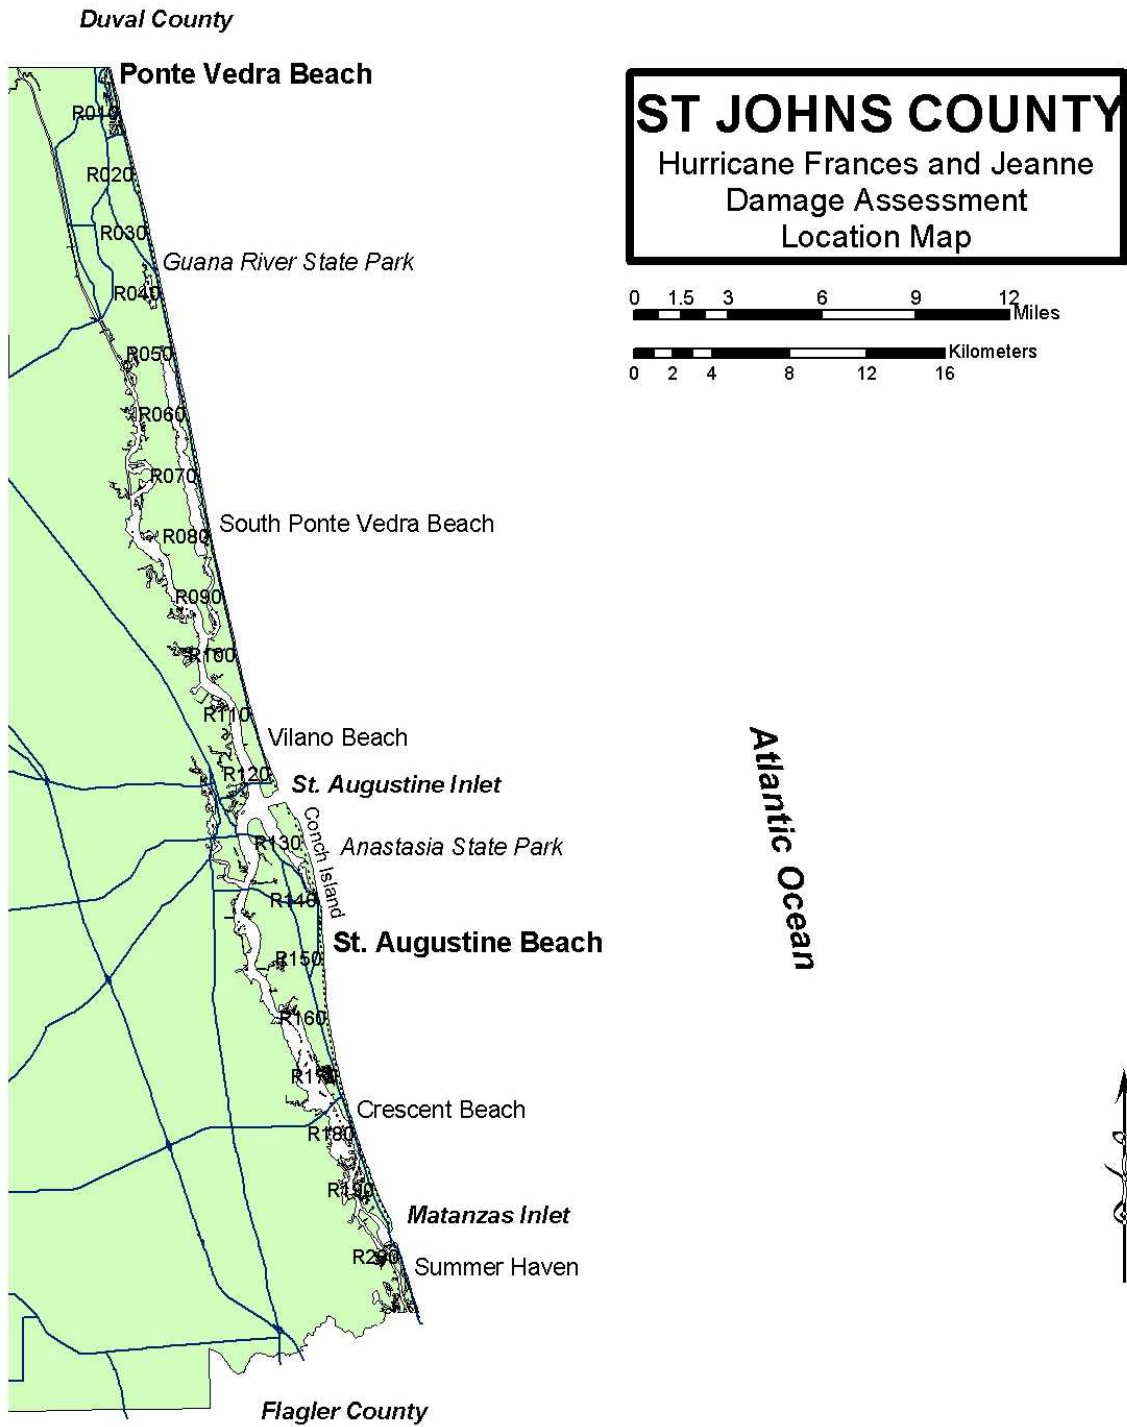 Duval County
Ponte Vedra Beach
ST JOHNS COUNTY
Hurricane Frances and Jeanne
Damage Assessment
Location Map
R010
R020
R030
Guana River State Park
R040
0 1.5 3 6 9 12
Miles
Kilometers
0 2 4 8 12 16
R050
R060
R070
South Ponte Vedra Beach
R080
R090
R100
R110
Vilano Beach
R120
St. Augustine Inlet
Conch Island
R130
Anastasia State Park
R140
Atlantic Ocean
St. Augustine Beach
R150
R160
R170
Crescent Beach
R180
R190
Matanzas Inlet
R200
Summer Haven
Flagler County